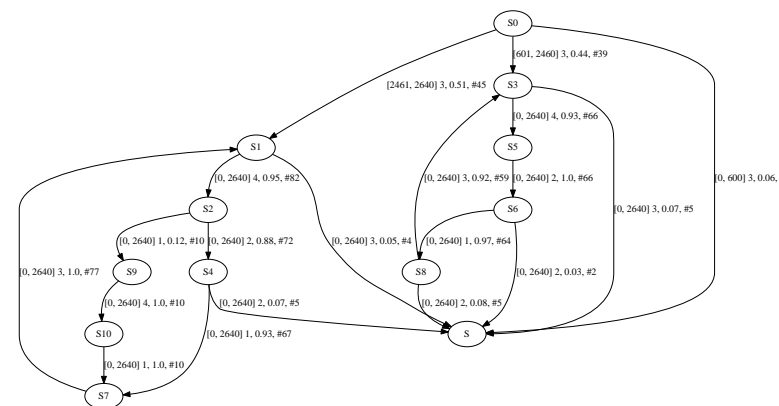 S0
[601, 2460] 3, 0.44, #39
[2461, 2640] 3, 0.51, #45
S3
[0, 2640] 4, 0.93, #66
S1
S5
[0, 2640] 4, 0.95, #82
[0, 2640] 3, 0.92, #59
[0, 2640] 2, 1.0, #66
[0, 600] 3, 0.06,
S2
S6
[0, 2640] 3, 0.07, #5
[0, 2640] 1, 0.12, #10
[0, 2640] 2, 0.88, #72
[0, 2640] 3, 0.05, #4
[0, 2640] 1, 0.97, #64
[0, 2640] 3, 1.0, #77
S9
S4
S8
[0, 2640] 2, 0.03, #2
[0, 2640] 4, 1.0, #10
[0, 2640] 2, 0.07, #5
[0, 2640] 2, 0.08, #5
S10
[0, 2640] 1, 0.93, #67
S
[0, 2640] 1, 1.0, #10
S7